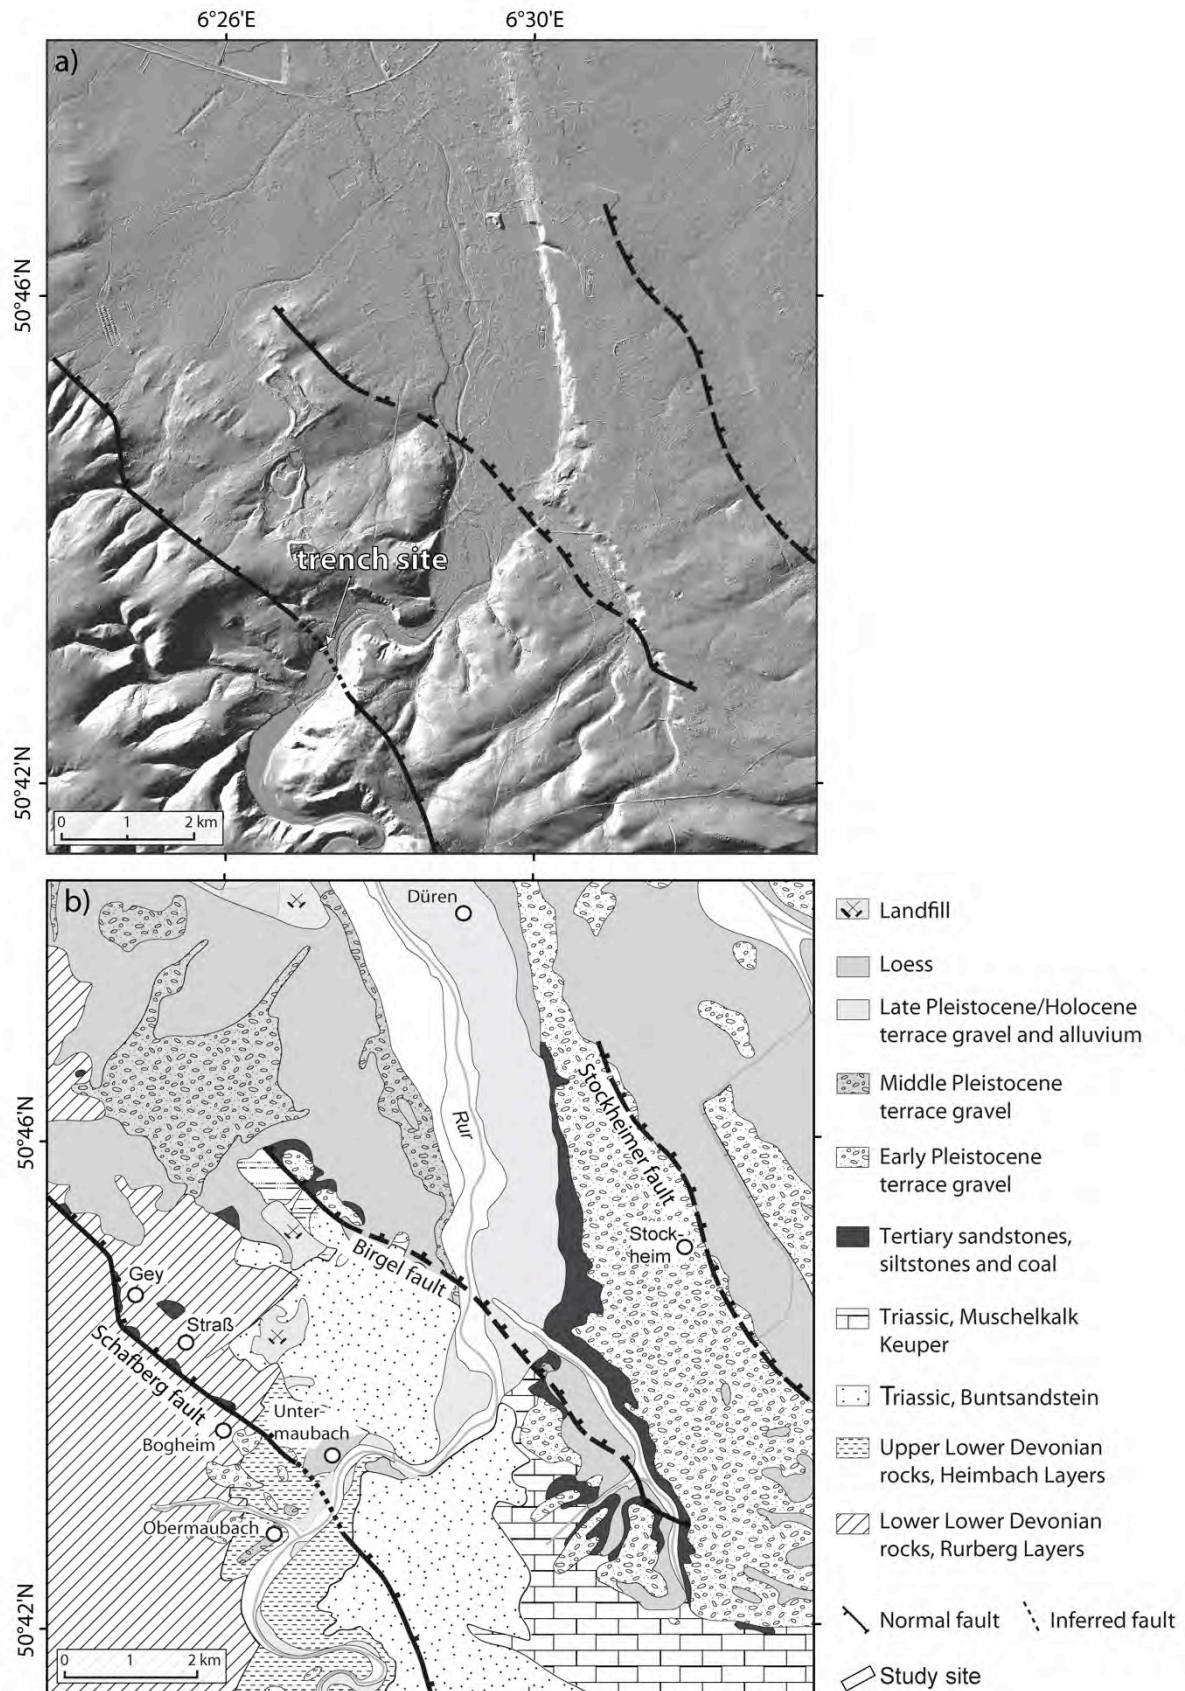 6°26'E
6°30'E
a)
50°46'N
trench site
50°42'N
0
1
2 km
b)
Düren
Rur
50°46'N
Stockheimer fault
Stock-
heim
Birgel fault
Gey
Straß
Schafberg fault
Unter-
maubach
Bogheim
Obermaubach
50°42'N
0
1
2 km
Landfill
Loess
Late Pleistocene/Holocene
terrace gravel and alluvium
Middle Pleistocene
terrace gravel
Early Pleistocene
terrace gravel
Tertiary sandstones,
siltstones and coal
Triassic, Muschelkalk
Keuper
Triassic, Buntsandstein
Upper Lower Devonian
rocks, Heimbach Layers
Lower Lower Devonian
rocks, Rurberg Layers
Normal fault
Inferred fault
Study site